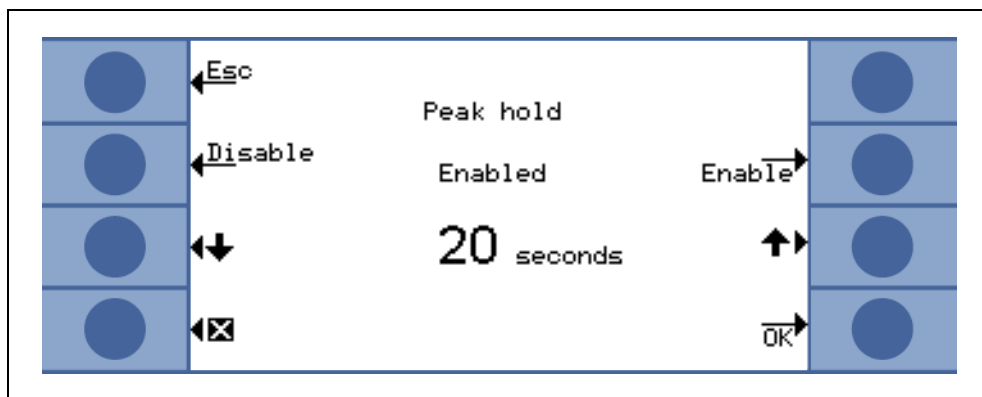 Esc
Peak hold
Disable
Enabled
Enable
20 seconds
OK